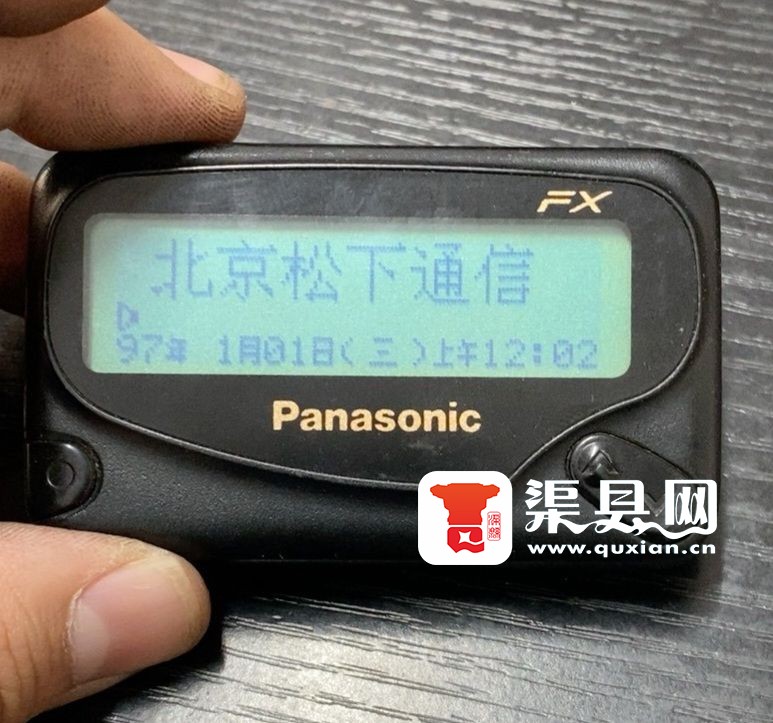 FX
北京松下通信
97年 1月01日(三)上午12:02
Panasonic
渠县网
www.quxian.cn